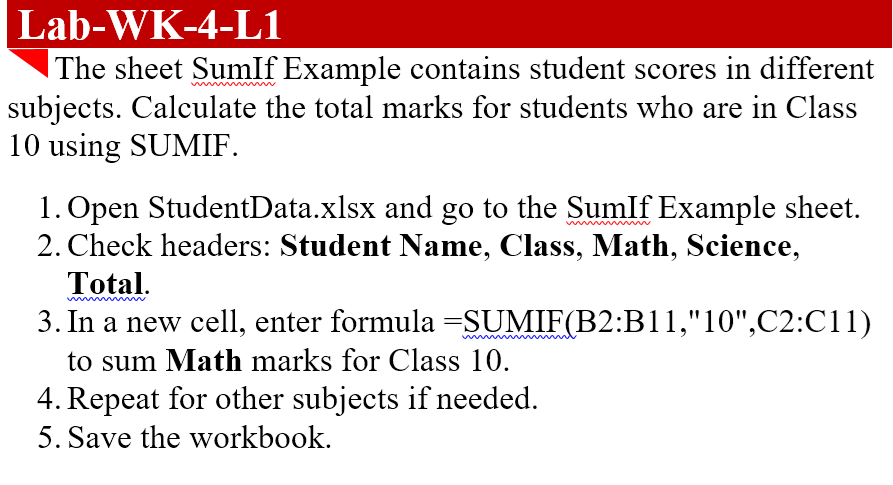 Lab-WK-4-L1
The sheet SumIf Example contains student scores in different
subjects. Calculate the total marks for students who are in Class
10 using SUMIF.
1. Open StudentData.xlsx and go to the SumIf Example sheet.
2. Check headers: Student Name, Class, Math, Science,
Total.
3. In a new cell, enter formula =SUMIF(B2:B11,"10",C2:C11)
to sum Math marks for Class 10.
4. Repeat for other subjects if needed.
5. Save the workbook.